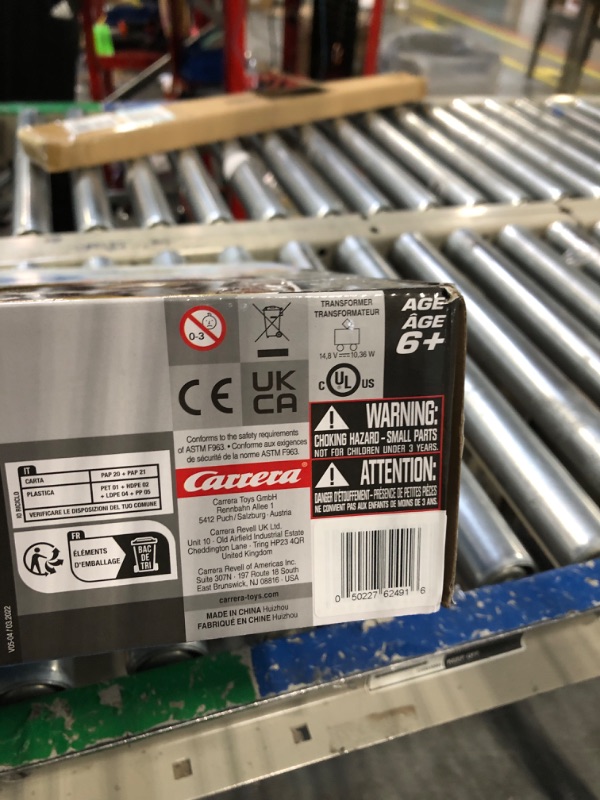 0-3
TRANSFORMER
TRANSFORMATEUR
14,8 V 10,36 W
AGE
ÂGE
6+
CE
UK
CA
C UL US
Conforms to the safety requirements
of ASTM F963. • Conforme aux exigences
de sécurité de la norme ASTM F963.
WARNING:
CHOKING HAZARD - SMALL PARTS
NOT FOR CHILDREN UNDER 3 YEARS.
ATTENTION:
DANGER D'ÉTOUFFEMENT - PRÉSENCE DE PETITES PIÈCES
NE CONVIENT PAS AUX ENFANTS DE MOINS DE 3 ANS.
Carrera
Carrera Toys GmbH
Rennbahn Allee 1
5412 Puch/Salzburg · Austria
Carrera Revell UK Ltd.
Unit 10 · Old Airfield Industrial Estate
Cheddington Lane · Tring HP23 4QR
United Kingdom
Carrera Revell of Americas Inc.
Suite 307N · 197 Route 18 South
East Brunswick, NJ 08816 · USA
carrera-toys.com
MADE IN CHINA Huizhou
FABRIQUÉ EN CHINE Huizhou
0 50227 62491 6
IO RICICLO
IT
CARTA
PAP 20 + PAP 21
PLASTICA
PET 01 + HDPE 02
+ LDPE 04 + PP 05
VERIFICARE LE DISPOSIZIONI DEL TUO COMUNE
FR
ÉLÉMENTS
D'EMBALLAGE
BAC
DE
TRI
V05-04 / 03.2022